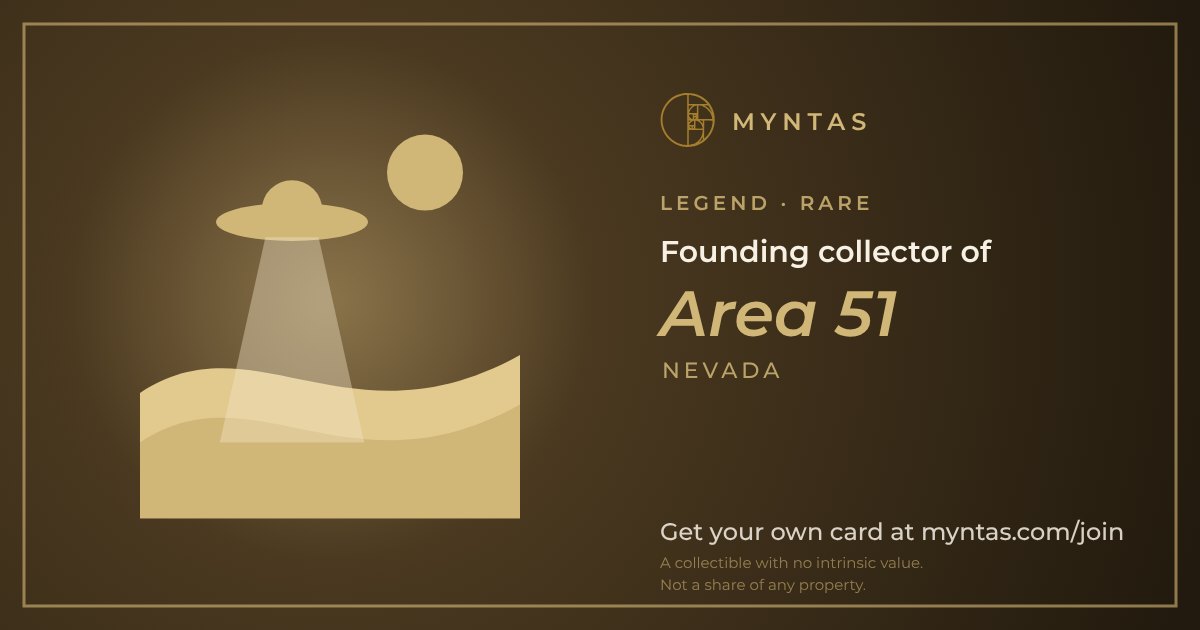 MYNTAS
LEGEND · RARE
Founding collector of
Area 51
NEVADA
Get your own card at myntas.com/join
A collectible with no intrinsic value.
Not a share of any property.